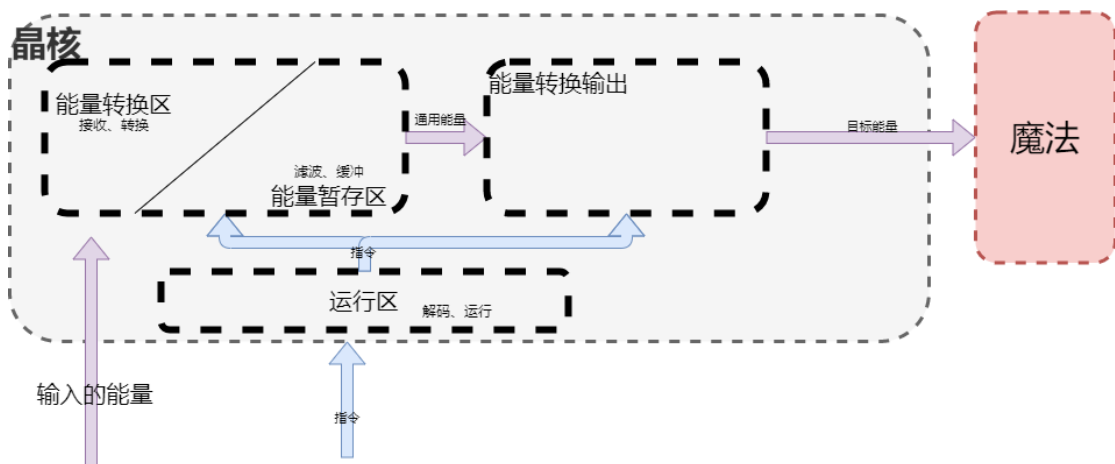 晶核
能量转换区
接收、转换
滤波、缓冲
能量暂存区
通用能量
能量转换输出
目标能量
魔法
指令
运行区
解码、运行
输入的能量
指令